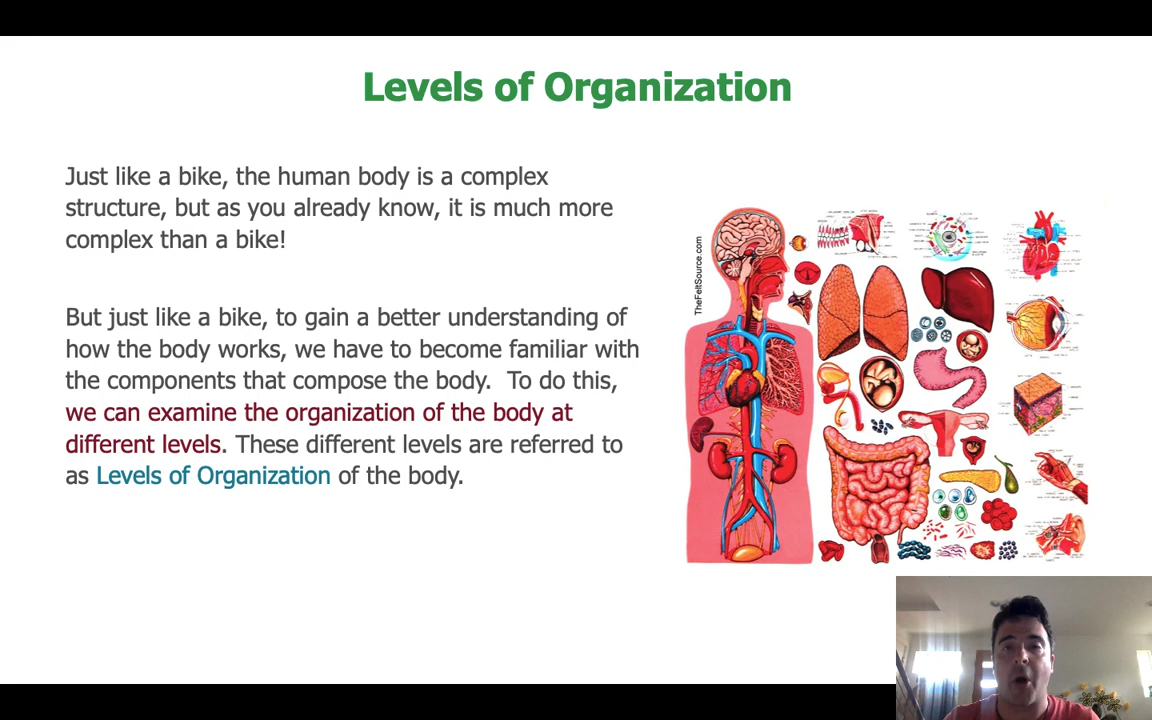 Levels of Organization
Just like a bike, the human body is a complex
structure, but as you already know, it is much more
complex than a bike!
But just like a bike, to gain a better understanding of
how the body works, we have to become familiar with
the components that compose the body.  To do this,
we can examine the organization of the body at
different levels. These different levels are referred to
as Levels of Organization of the body.
TheFeltSource.com